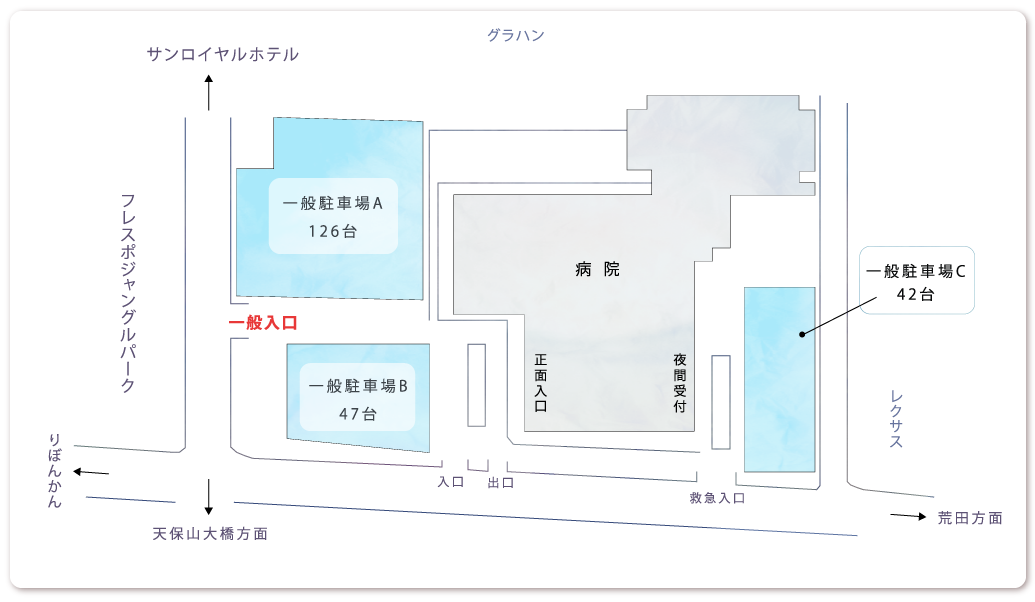 グラハン
サンロイヤルホテル
フレスポジャングルパーク
一般駐車場A
126台
病院
一般駐車場C
42台
一般入口
正面入口
夜間受付
一般駐車場B
47台
レクサス
りぼんかん
入口
出口
救急入口
天保山大橋方面
荒田方面